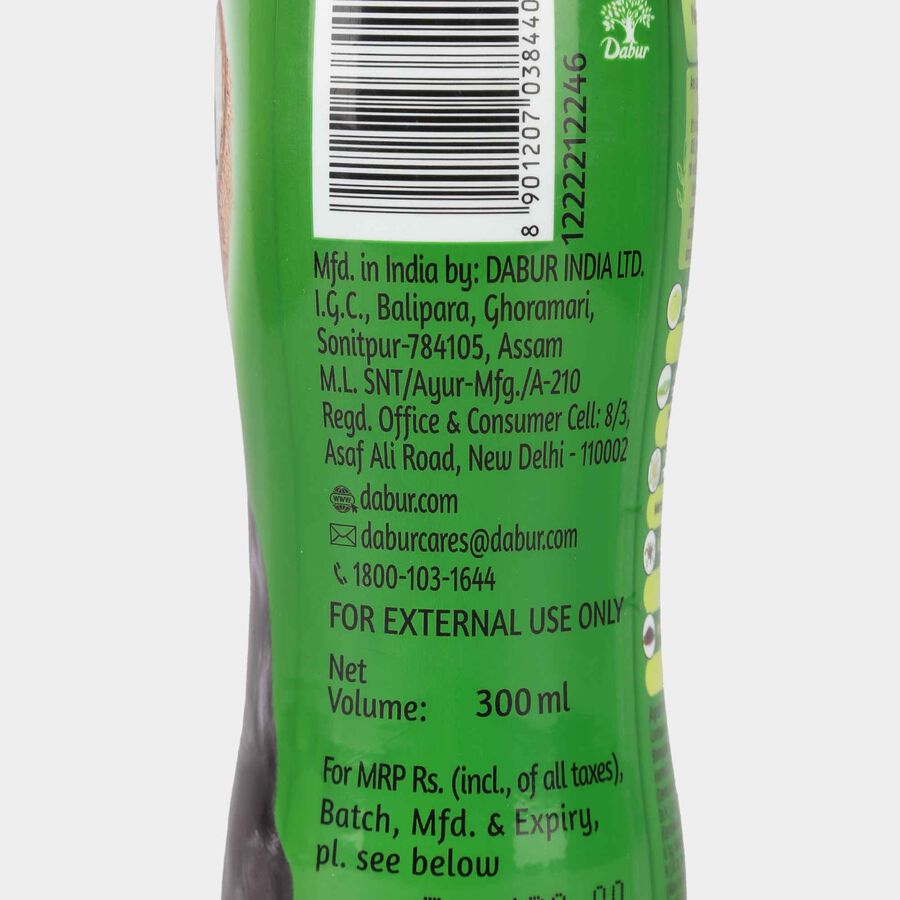 Dabur
8 901207 038440
1222212246
Mfd. in India by: DABUR INDIA LTD.
I.G.C., Balipara, Ghoramari,
Sonitpur-784105, Assam
M.L. SNT/Ayur-Mfg./A-210
Regd. Office & Consumer Cell: 8/3,
Asaf Ali Road, New Delhi - 110002
www
dabur.com
daburcares@dabur.com
1800-103-1644
FOR EXTERNAL USE ONLY
Net
Volume: 300 ml
For MRP Rs. (incl., of all taxes),
Batch, Mfd. & Expiry,
pl. see below